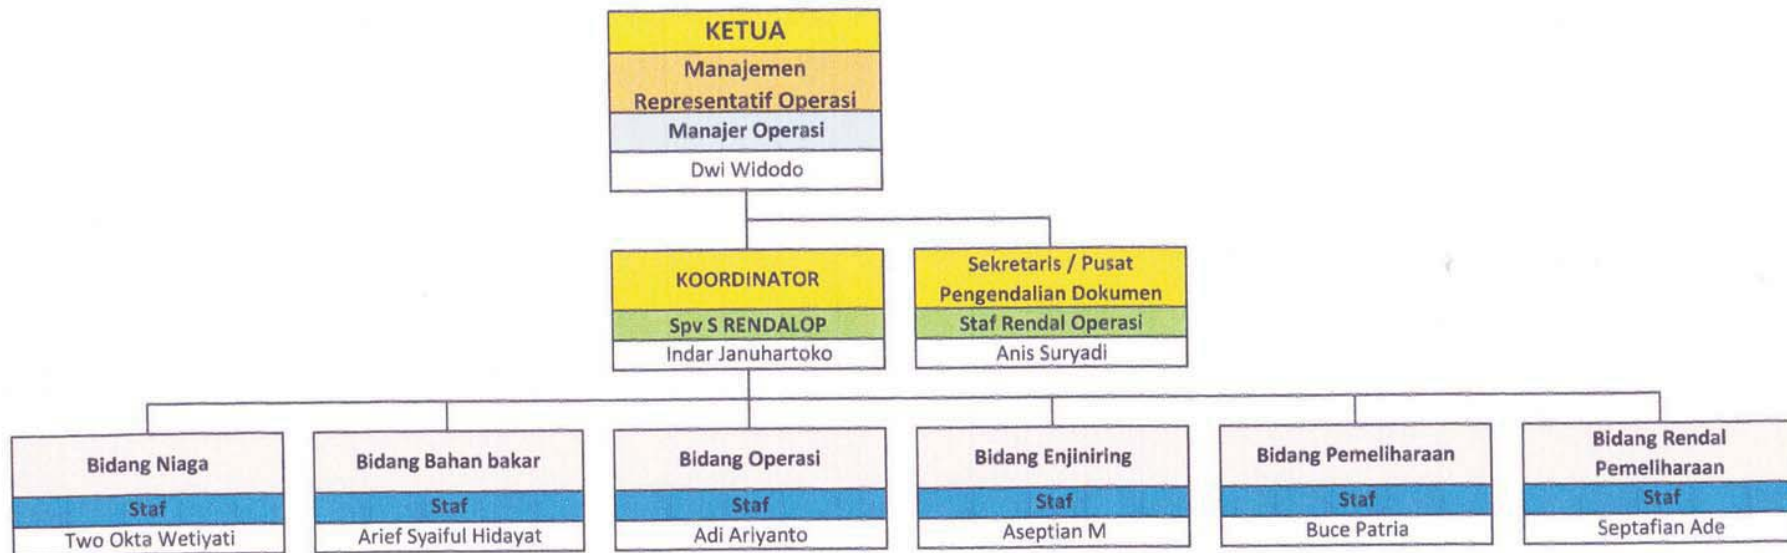 KETUA
Manajemen
Representatif Operasi
Manajer Operasi
Dwi Widodo
KOORDINATOR
Spv S RENDALOP
Indar Januhartoko
Sekretaris / Pusat
Pengendalian Dokumen
Staf Rendal Operasi
Anis Suryadi
Bidang Niaga
Staf
Two Okta Wetiyati
Bidang Bahan bakar
Staf
Arief Syaiful Hidayat
Bidang Operasi
Staf
Adi Ariyanto
Bidang Enjiniring
Staf
Aseptian M
Bidang Pemeliharaan
Staf
Buce Patria
Bidang Rendal
Pemeliharaan
Staf
Septafian Ade